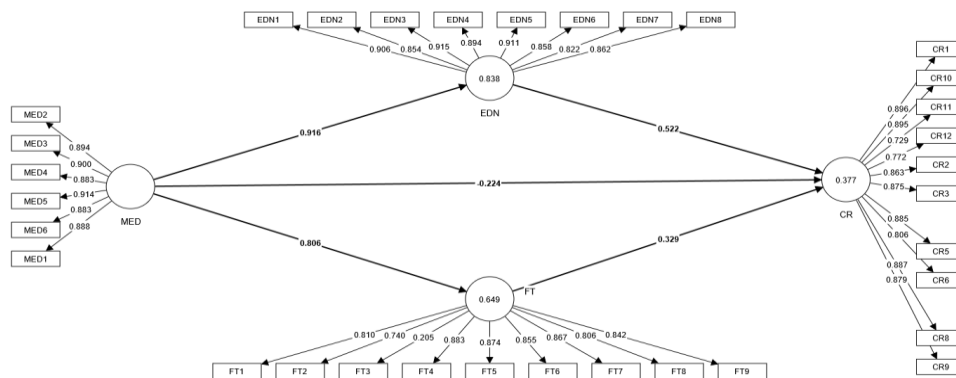 EDN1 EDN2 EDN3 EDN4 EDN5 EDN6 EDN7 EDN8
0.906 0.854 0.915 0.894 0.911 0.858 0.822 0.862
0.838
EDN
MED2
MED3
MED4
MED5
MED6
MED1
0.894
0.900
0.883
0.914
0.883
0.888
MED
0.916
0.522
-0.224
0.806
0.329
CR1
CR10
CR11
CR12
CR2
CR3
CR5
CR6
CR8
CR9
0.896
0.895
0.729
0.772
0.863
0.875
0.885
0.806
0.887
0.879
0.377
CR
FT
0.649
0.810 0.740 0.205 0.883 0.874 0.855 0.867 0.806 0.842
FT1 FT2 FT3 FT4 FT5 FT6 FT7 FT8 FT9